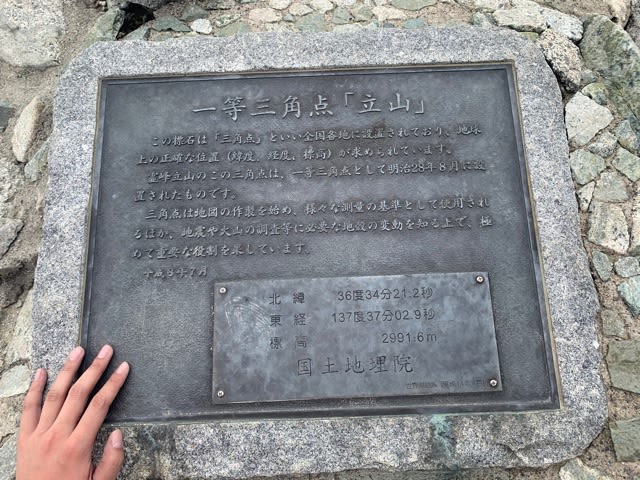 一等三角点「立山」
この標石は「三角点」といい全国各地に設置されており、地球
上の正確な位置（緯度、経度、標高）が求められています。
霊峰立山のこの三角点は、一等三角点として明治28年8月に設
置されたものです。
三角点は地図の作製を始め、様々な測量の基準として使用され
るほか、地震や火山の調査等に必要な地殻の変動を知る上で、極
めて重要な役割を果しています。
平成8年7月
北緯 36度34分21.2秒
東経 137度37分02.9秒
標高 2991.6m
国土地理院